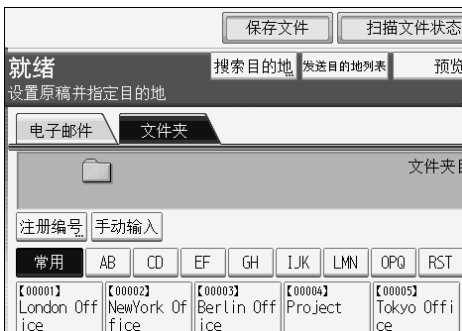 保存文件 扫描文件状态
就绪 搜索目的地 发送目的地列表 预览
设置原稿并指定目的地
电子邮件 文件夹
文件夹目
注册编号 手动输入
常用 AB CD EF GH IJK LMN OPQ RST
【00001】 【00002】 【00003】 【00004】 【00005】
London Off NewYork Of Berlin Off Project Tokyo Offi
ice ffice ice ce